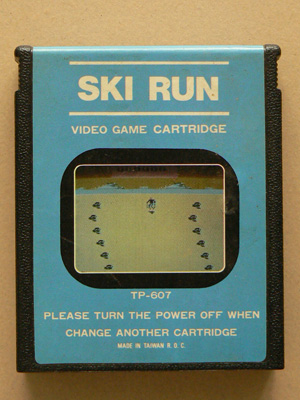 SKI RUN
VIDEO GAME CARTRIDGE
TP-607
PLEASE TURN THE POWER OFF WHEN
CHANGE ANOTHER CARTRIDGE
MADE IN TAIWAN R.O.C.